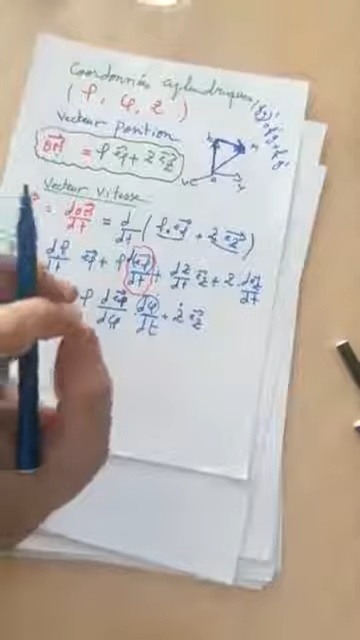 Coordonnées cylindriques
(ρ, φ, z)
Vecteur position
OM = ρ e⃗ρ + z e⃗z
Vecteur vitesse
= dOM/dt = d/dt (ρ.e⃗ρ + z.e⃗z)
dρ/dt e⃗ρ + ρ de⃗ρ/dt + dz/dt e⃗z + z de⃗z/dt
ρ de⃗ρ/dφ dφ/dt + ż e⃗z